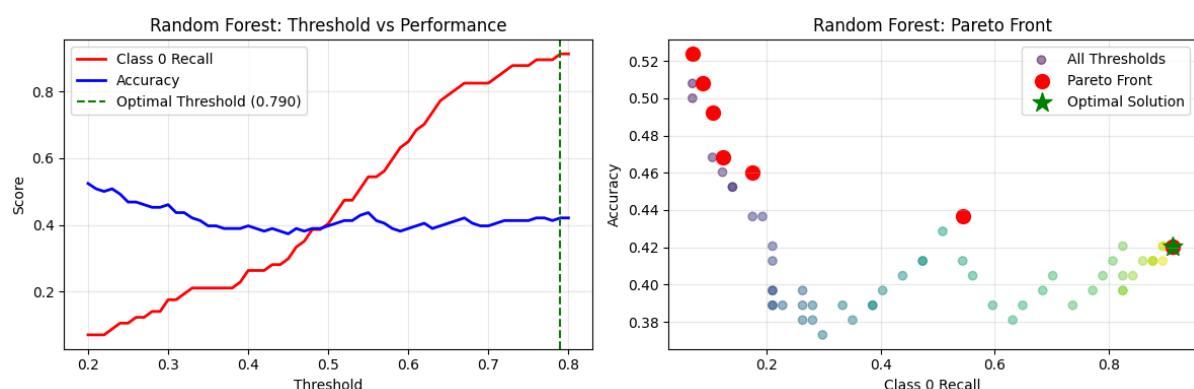 Random Forest: Threshold vs Performance
Class 0 Recall
Accuracy
Optimal Threshold (0.790)
Score
0.8
0.6
0.4
0.2
0.2 0.3 0.4 0.5 0.6 0.7 0.8
Threshold
Random Forest: Pareto Front
All Thresholds
Pareto Front
Optimal Solution
Accuracy
0.52
0.50
0.48
0.46
0.44
0.42
0.40
0.38
0.2 0.4 0.6 0.8
Class 0 Recall